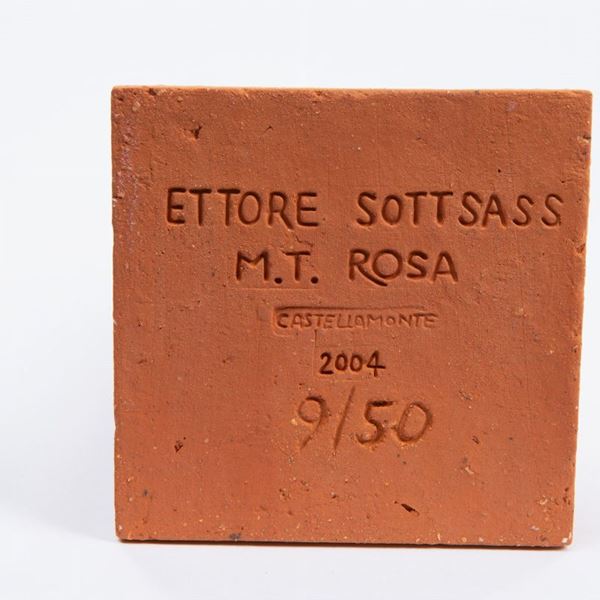 ETTORE SOTTSASS
M.T. ROSA
CASTELLAMONTE
2004
9/50